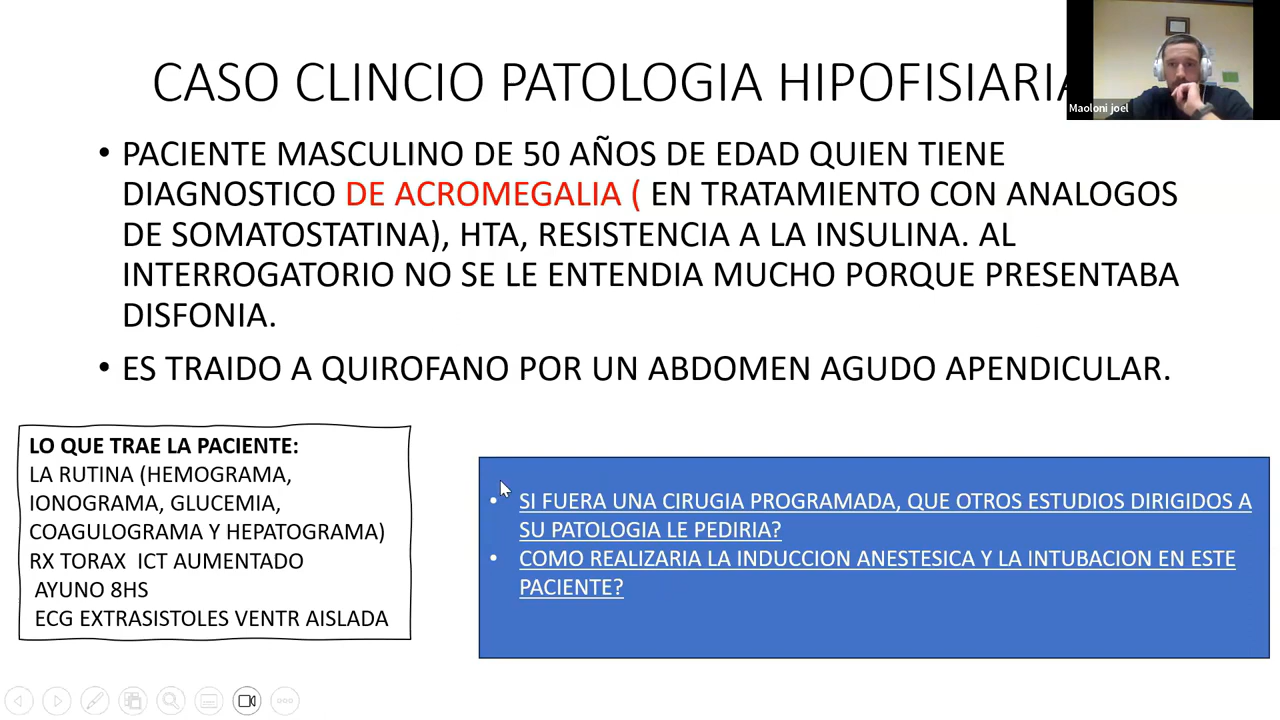 CASO CLINCIO PATOLOGIA HIPOFISIARIA
Maoloni joel
• PACIENTE MASCULINO DE 50 AÑOS DE EDAD QUIEN TIENE
DIAGNOSTICO DE ACROMEGALIA ( EN TRATAMIENTO CON ANALOGOS
DE SOMATOSTATINA), HTA, RESISTENCIA A LA INSULINA. AL
INTERROGATORIO NO SE LE ENTENDIA MUCHO PORQUE PRESENTABA
DISFONIA.
• ES TRAIDO A QUIROFANO POR UN ABDOMEN AGUDO APENDICULAR.
LO QUE TRAE LA PACIENTE:
LA RUTINA (HEMOGRAMA,
IONOGRAMA, GLUCEMIA,
COAGULOGRAMA Y HEPATOGRAMA)
RX TORAX ICT AUMENTADO
AYUNO 8HS
ECG EXTRASISTOLES VENTR AISLADA
• SI FUERA UNA CIRUGIA PROGRAMADA, QUE OTROS ESTUDIOS DIRIGIDOS A
SU PATOLOGIA LE PEDIRIA?
• COMO REALIZARIA LA INDUCCION ANESTESICA Y LA INTUBACION EN ESTE
PACIENTE?